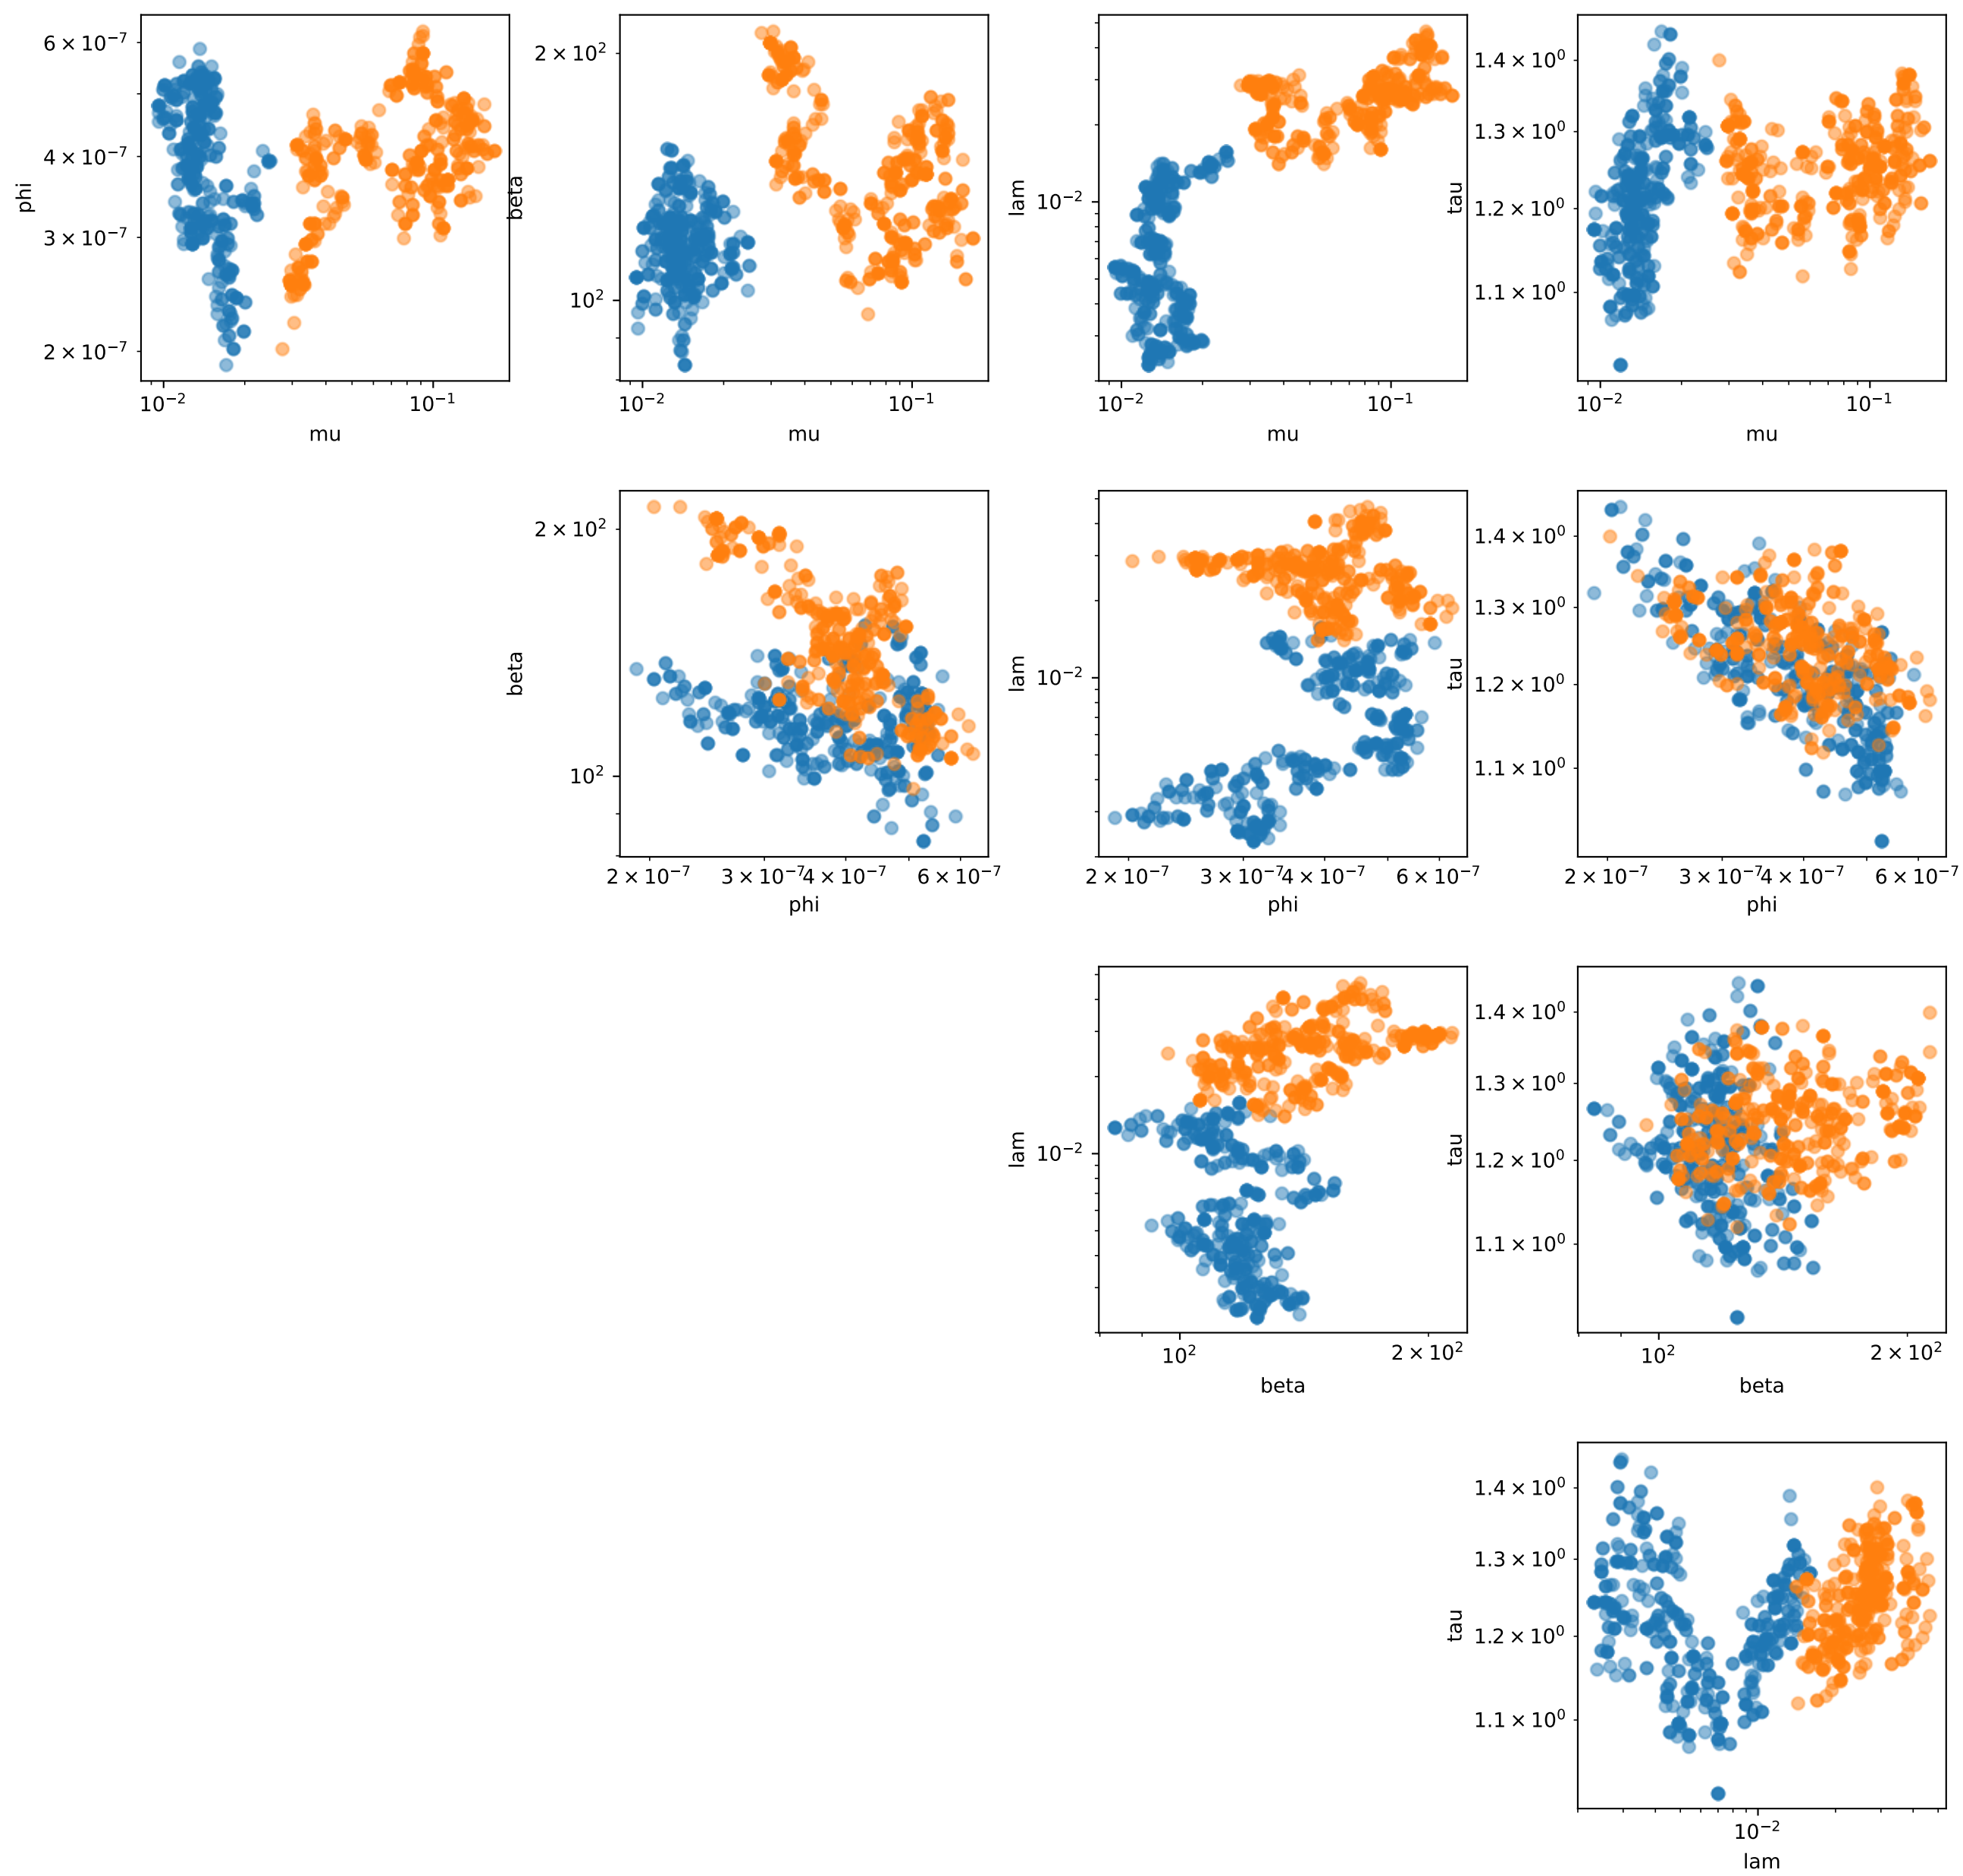 6 × 10⁻⁷
4 × 10⁻⁷
3 × 10⁻⁷
2 × 10⁻⁷
phi
10⁻² 10⁻¹
mu
2 × 10²
10²
beta
10⁻² 10⁻¹
mu
10⁻²
lam
10⁻² 10⁻¹
mu
1.4 × 10⁰
1.3 × 10⁰
1.2 × 10⁰
1.1 × 10⁰
tau
10⁻² 10⁻¹
mu
2 × 10²
10²
beta
2 × 10⁻⁷ 3 × 10⁻⁷ 4 × 10⁻⁷ 6 × 10⁻⁷
phi
10⁻²
lam
2 × 10⁻⁷ 3 × 10⁻⁷ 4 × 10⁻⁷ 6 × 10⁻⁷
phi
1.4 × 10⁰
1.3 × 10⁰
1.2 × 10⁰
1.1 × 10⁰
tau
2 × 10⁻⁷ 3 × 10⁻⁷ 4 × 10⁻⁷ 6 × 10⁻⁷
phi
10⁻²
lam
10² 2 × 10²
beta
1.4 × 10⁰
1.3 × 10⁰
1.2 × 10⁰
1.1 × 10⁰
tau
10² 2 × 10²
beta
1.4 × 10⁰
1.3 × 10⁰
1.2 × 10⁰
1.1 × 10⁰
tau
10⁻²
lam